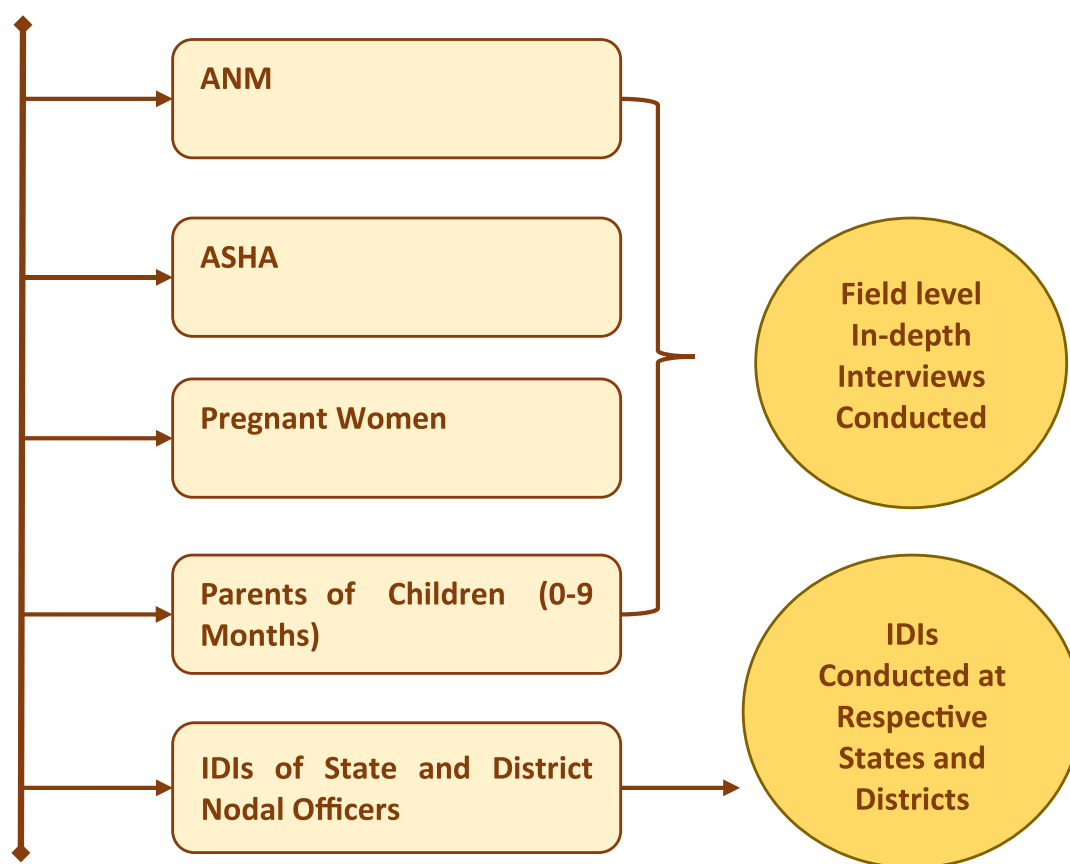 ANM
ASHA
Pregnant Women
Parents of Children (0-9
Months)
IDIs of State and District
Nodal Officers
Field level
In-depth
Interviews
Conducted
IDIs
Conducted at
Respective
States and
Districts